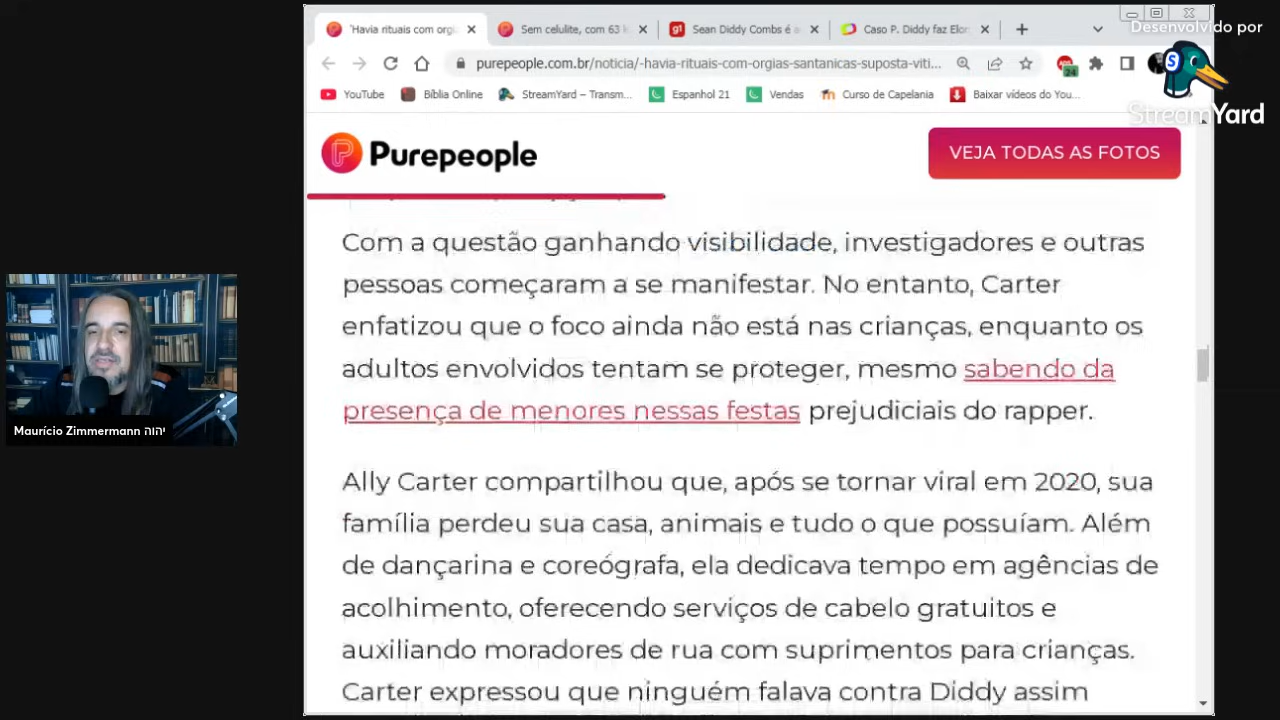 'Havia rituais com orgi
Sem celulite, com 63 k
g1
Sean Diddy Combs é a
Caso P. Diddy faz Elon
Desenvolvido por
purepeople.com.br/noticia/-havia-rituais-com-orgias-santanicas-suposta-viti...
24
S
YouTube
Bíblia Online
StreamYard – Transm...
Espanhol 21
Vendas
Curso de Capelania
Baixar vídeos do You...
StreamYard
Purepeople
VEJA TODAS AS FOTOS
Com a questão ganhando visibilidade, investigadores e outras
pessoas começaram a se manifestar. No entanto, Carter
enfatizou que o foco ainda não está nas crianças, enquanto os
adultos envolvidos tentam se proteger, mesmo sabendo da
presença de menores nessas festas prejudiciais do rapper.
Maurício Zimmermann יהוה
Ally Carter compartilhou que, após se tornar viral em 2020, sua
família perdeu sua casa, animais e tudo o que possuíam. Além
de dançarina e coreógrafa, ela dedicava tempo em agências de
acolhimento, oferecendo serviços de cabelo gratuitos e
auxiliando moradores de rua com suprimentos para crianças.
Carter expressou que ninguém falava contra Diddy assim